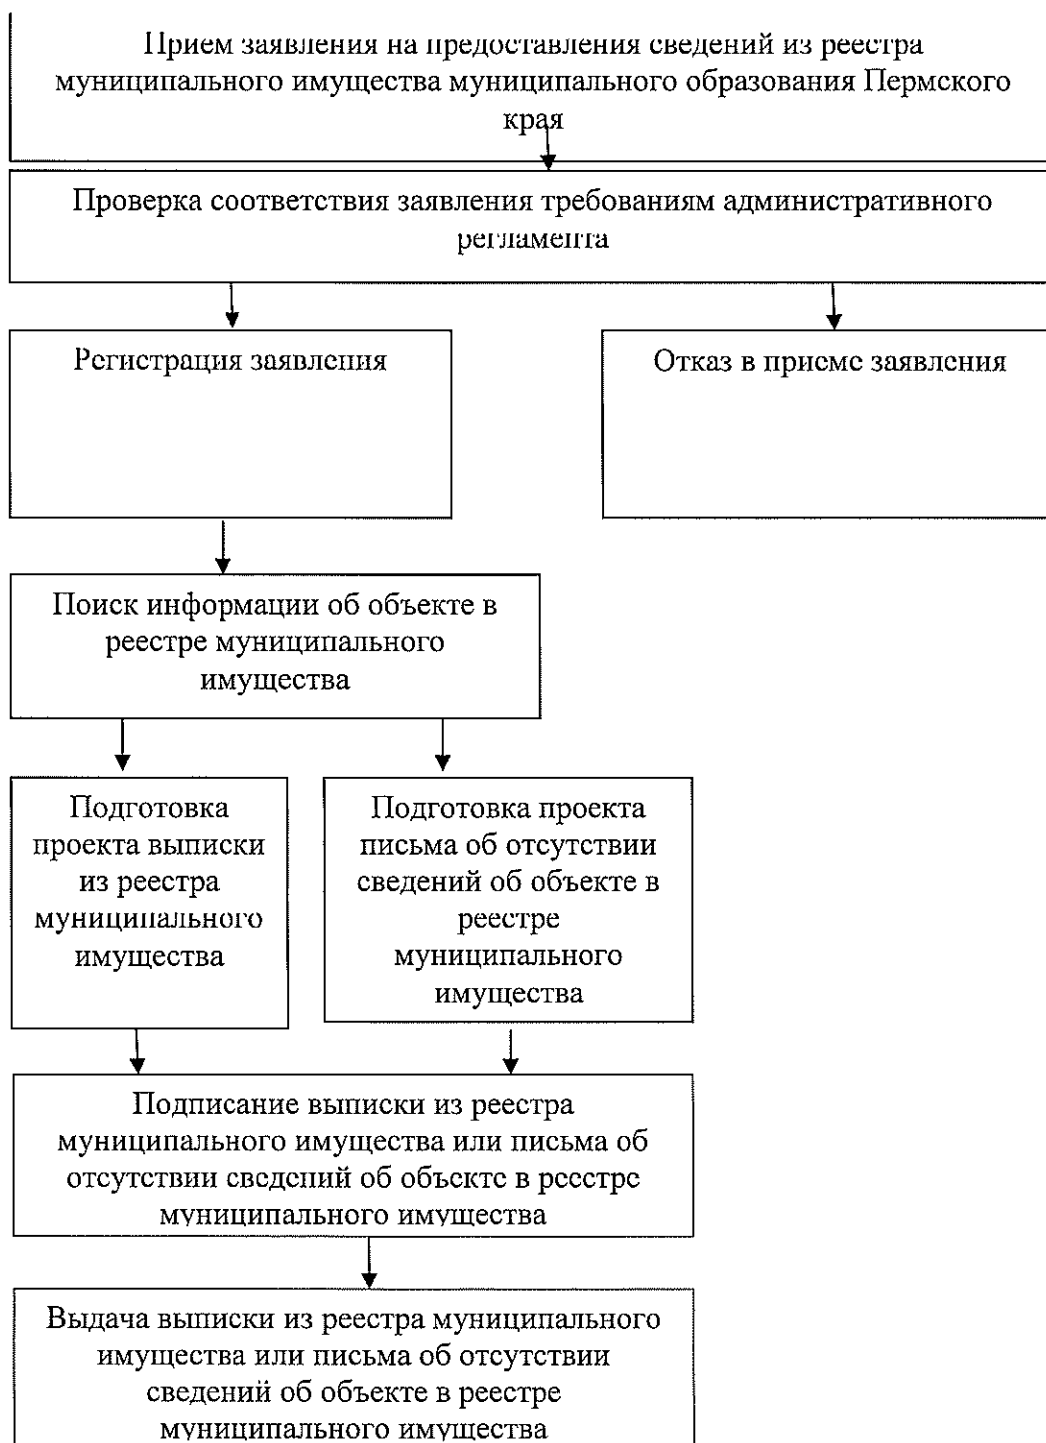 Прием заявления на предоставления сведений из реестра
муниципального имущества муниципального образования Пермского
края
Проверка соответствия заявления требованиям административного
регламента
Регистрация заявления
Отказ в приеме заявления
Поиск информации об объекте в
реестре муниципального
имущества
Подготовка
проекта выписки
из реестра
муниципального
имущества
Подготовка проекта
письма об отсутствии
сведений об объекте в
реестре
муниципального
имущества
Подписание выписки из реестра
муниципального имущества или письма об
отсутствии сведений об объекте в реестре
муниципального имущества
Выдача выписки из реестра муниципального
имущества или письма об отсутствии
сведений об объекте в реестре
муниципального имущества